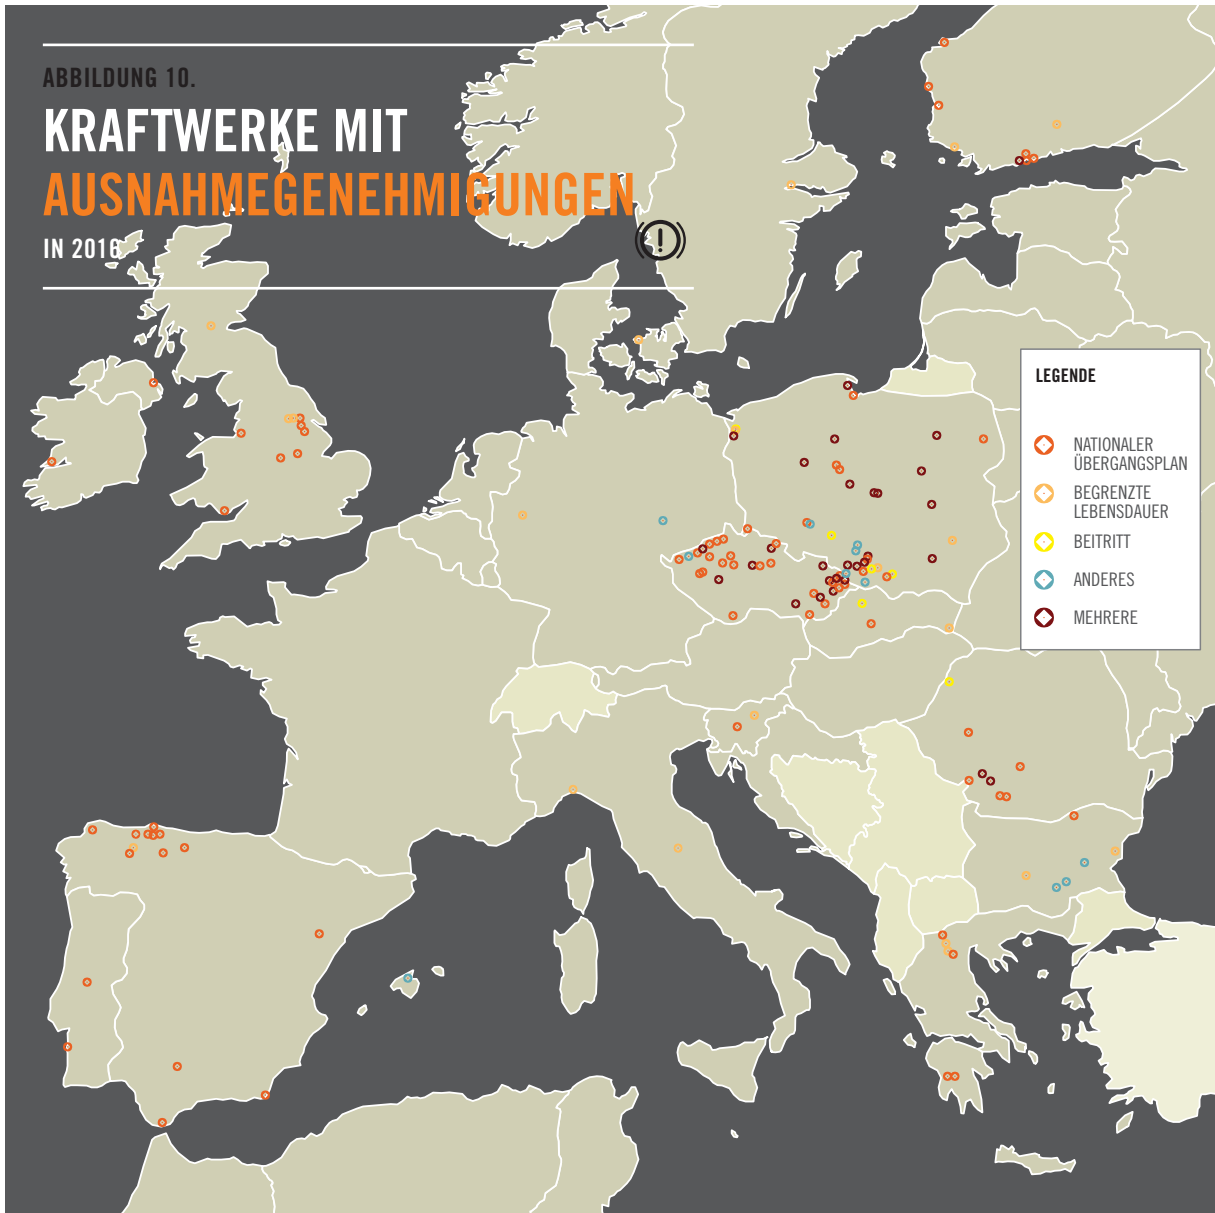 ABBILDUNG 10.
KRAFTWERKE MIT
AUSNAHMEGENEHMIGUNGEN
IN 2016
!
LEGENDE
NATIONALER
ÜBERGANGSPLAN
BEGRENZTE
LEBENSDAUER
BEITRITT
ANDERES
MEHRERE